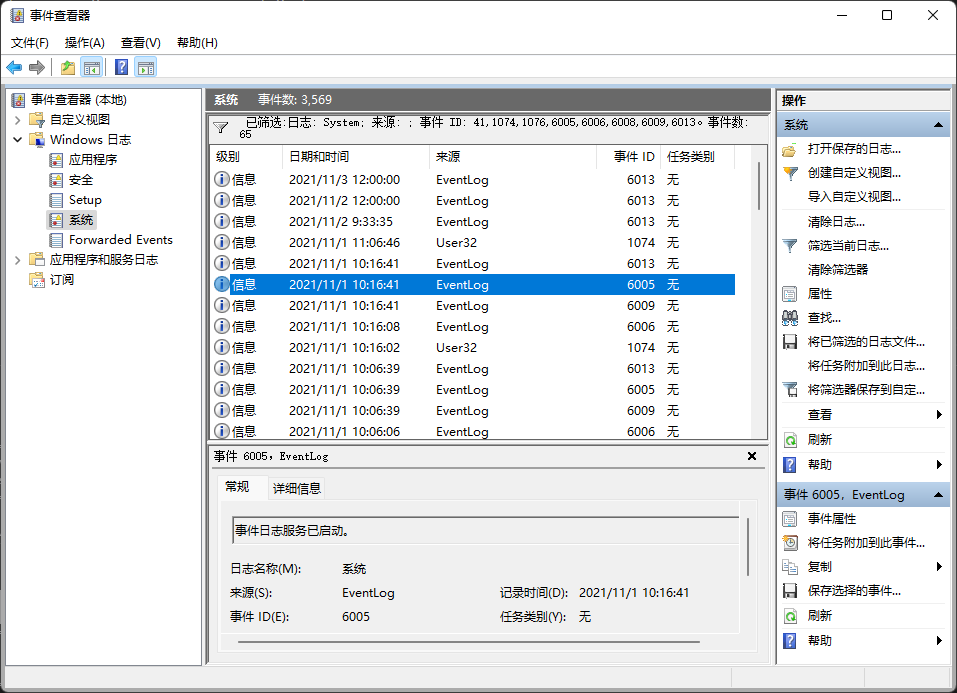 事件查看器
文件(F) 操作(A) 查看(V) 帮助(H)
事件查看器 (本地)
自定义视图
Windows 日志
应用程序
安全
Setup
系统
Forwarded Events
应用程序和服务日志
订阅
系统 事件数: 3,569
已筛选:日志: System; 来源: ; 事件 ID: 41,1074,1076,6005,6006,6008,6009,6013。事件数:
65
级别 日期和时间 来源 事件 ID 任务类别
信息 2021/11/3 12:00:00 EventLog 6013 无
信息 2021/11/2 12:00:00 EventLog 6013 无
信息 2021/11/2 9:33:35 EventLog 6013 无
信息 2021/11/1 11:06:46 User32 1074 无
信息 2021/11/1 10:16:41 EventLog 6013 无
信息 2021/11/1 10:16:41 EventLog 6005 无
信息 2021/11/1 10:16:41 EventLog 6009 无
信息 2021/11/1 10:16:08 EventLog 6006 无
信息 2021/11/1 10:16:02 User32 1074 无
信息 2021/11/1 10:06:39 EventLog 6013 无
信息 2021/11/1 10:06:39 EventLog 6005 无
信息 2021/11/1 10:06:39 EventLog 6009 无
信息 2021/11/1 10:06:06 EventLog 6006 无
事件 6005，EventLog
常规 详细信息
事件日志服务已启动。
日志名称(M): 系统
来源(S): EventLog 记录时间(D): 2021/11/1 10:16:41
事件 ID(E): 6005 任务类别(Y): 无
操作
系统
打开保存的日志...
创建自定义视图...
导入自定义视图...
清除日志...
筛选当前日志...
清除筛选器
属性
查找...
将已筛选的日志文件...
将任务附加到此日志...
将筛选器保存到自定...
查看
刷新
帮助
事件 6005，EventLog
事件属性
将任务附加到此事件...
复制
保存选择的事件...
刷新
帮助